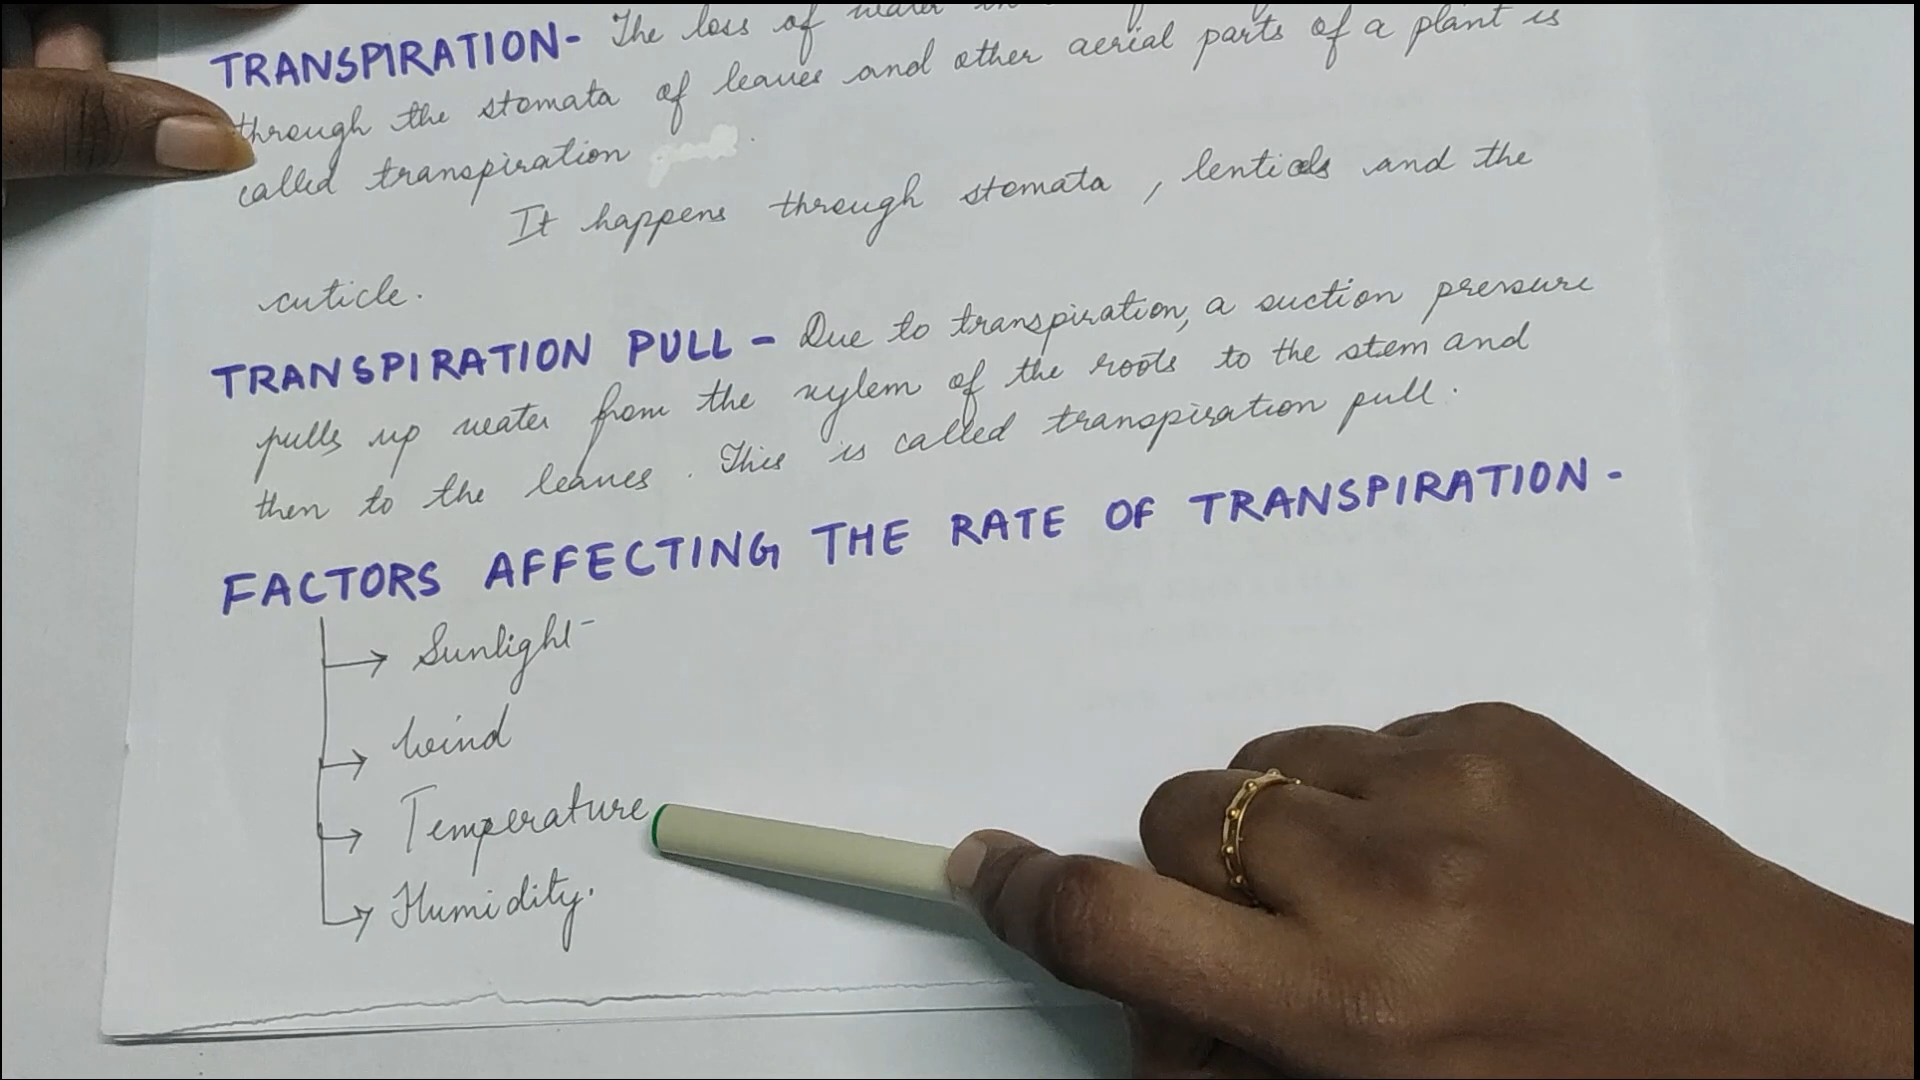 TRANSPIRATION- The loss of water
through the stomata of leaves and other aerial parts of a plant is
called transpiration
It happens through stomata, lenticels and the
cuticle.
TRANSPIRATION PULL - Due to transpiration, a suction pressure
pulls up water from the xylem of the roots to the stem and
then to the leaves. This is called transpiration pull.
FACTORS AFFECTING THE RATE OF TRANSPIRATION -
Sunlight
Wind
Temperature
Humidity.